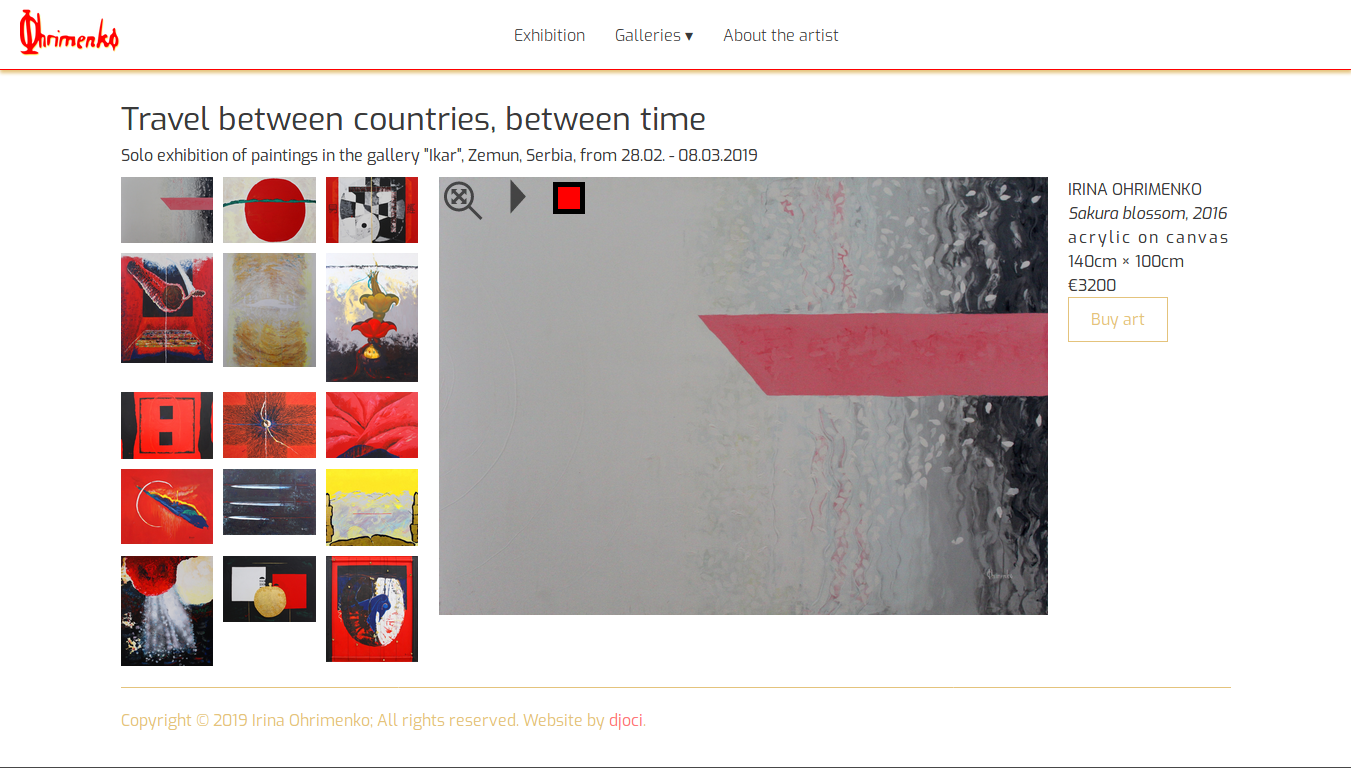 Ohrimenko
Exhibition Galleries ▾ About the artist
Travel between countries, between time
Solo exhibition of paintings in the gallery "Ikar", Zemun, Serbia, from 28.02. - 08.03.2019
IRINA OHRIMENKO
Sakura blossom, 2016
acrylic on canvas
140cm × 100cm
€3200
Buy art
Ohrimenko
Copyright © 2019 Irina Ohrimenko; All rights reserved. Website by djoci.